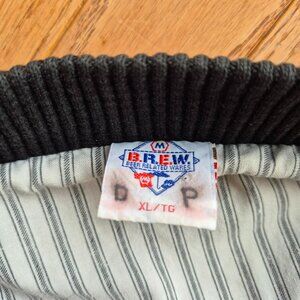 M
B.R.E.W.
BEER RELATED WARES
D P
XL/TG